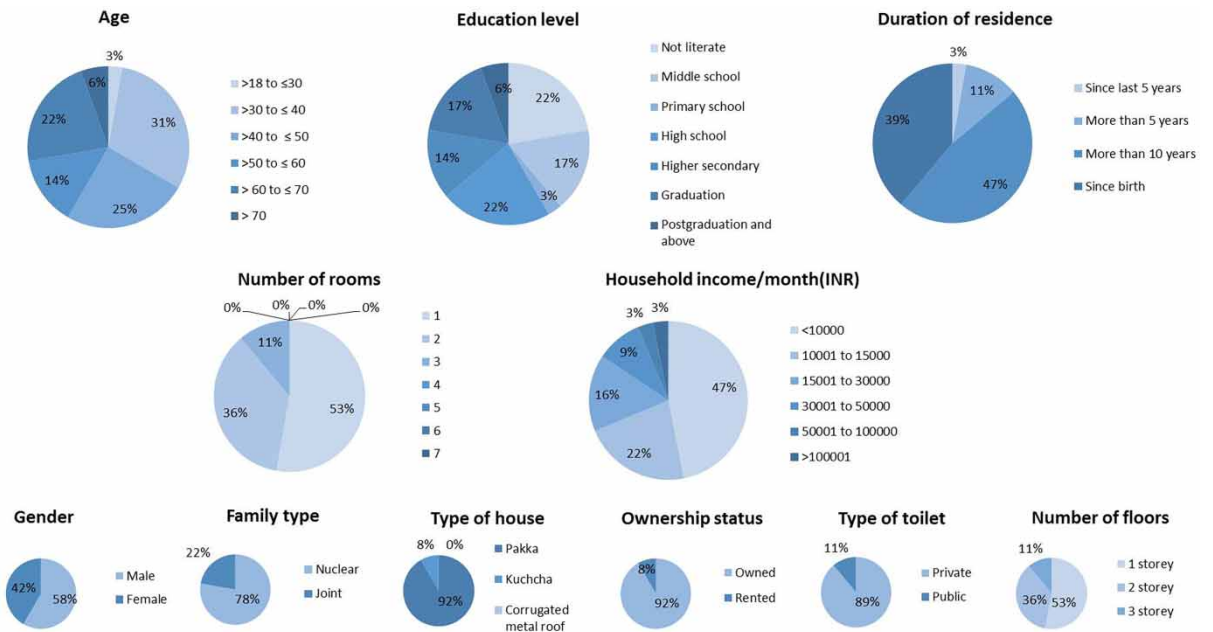 Age
3%
31%
25%
14%
22%
6%
>18 to ≤30
>30 to ≤ 40
>40 to ≤ 50
>50 to ≤ 60
> 60 to ≤ 70
> 70
Education level
22%
17%
3%
22%
14%
17%
6%
Not literate
Middle school
Primary school
High school
Higher secondary
Graduation
Postgraduation and
above
Duration of residence
3%
11%
47%
39%
Since last 5 years
More than 5 years
More than 10 years
Since birth
Number of rooms
0%
0%
0%
0%
11%
36%
53%
1
2
3
4
5
6
7
Household income/month(INR)
3%
3%
9%
16%
22%
47%
<10000
10001 to 15000
15001 to 30000
30001 to 50000
50001 to 100000
>100001
Gender
42%
58%
Male
Female
Family type
22%
78%
Nuclear
Joint
Type of house
8%
0%
92%
Pakka
Kuchcha
Corrugated
metal roof
Ownership status
8%
92%
Owned
Rented
Type of toilet
11%
89%
Private
Public
Number of floors
11%
36%
53%
1 storey
2 storey
3 storey